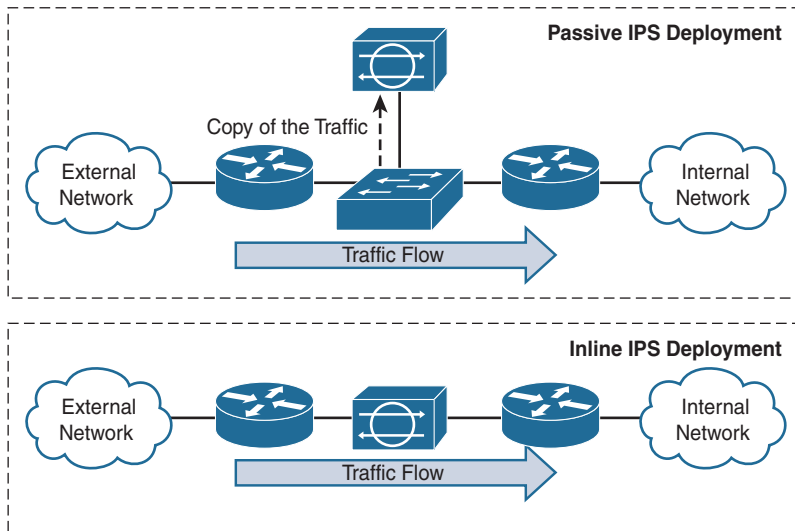 Passive IPS Deployment
Copy of the Traffic
External
Network
Internal
Network
Traffic Flow
Inline IPS Deployment
External
Network
Internal
Network
Traffic Flow